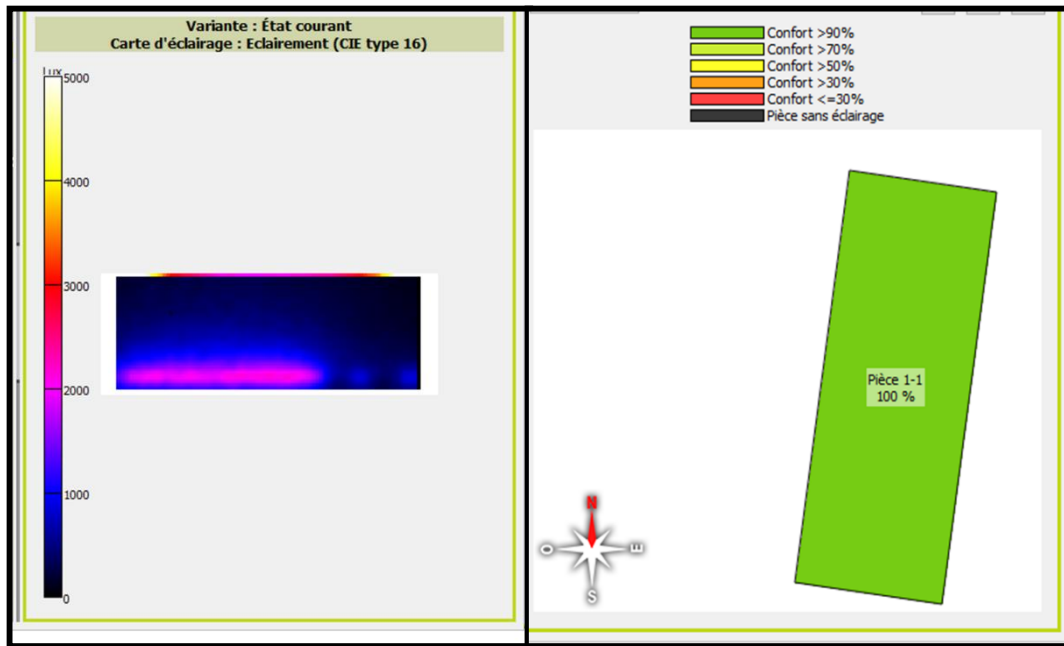 Variante : État courant
Carte d'éclairage : Eclairement (CIE type 16)
Lux
5000
4000
3000
2000
1000
0
Confort >90%
Confort >70%
Confort >50%
Confort >30%
Confort <=30%
Pièce sans éclairage
Pièce 1-1
100 %
N
O
E
S